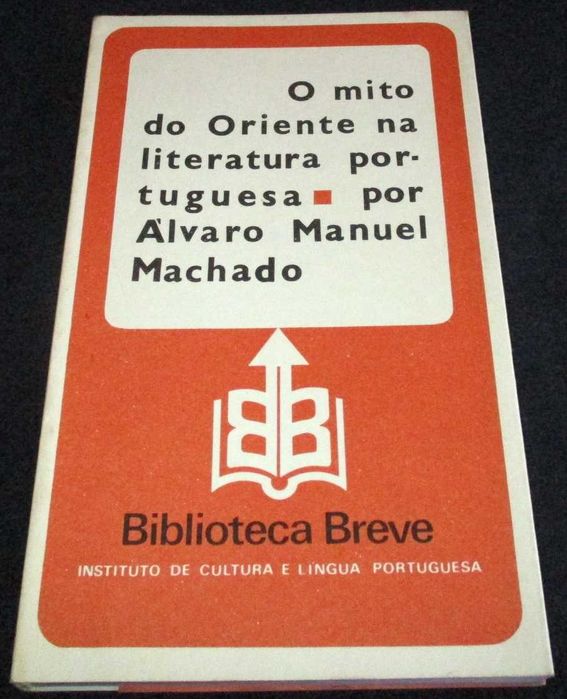 O mito
do Oriente na
literatura por-
tuguesa ■ por
Álvaro Manuel
Machado
BB
Biblioteca Breve
INSTITUTO DE CULTURA E LÍNGUA PORTUGUESA